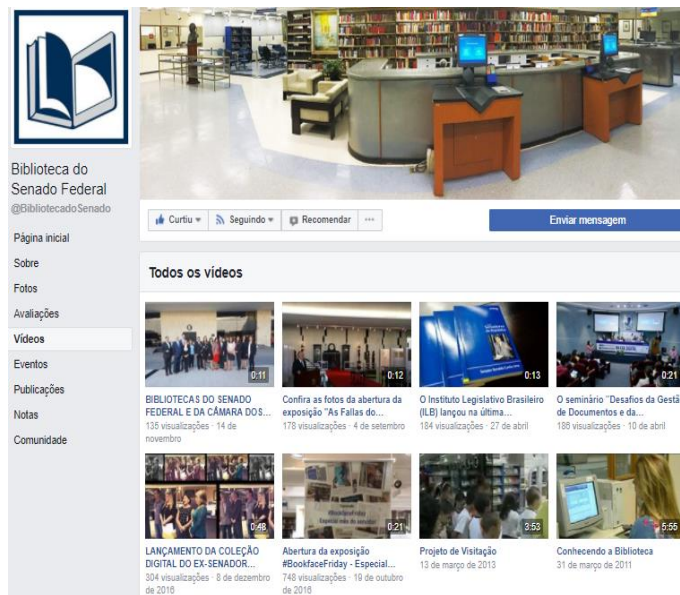 Biblioteca do
Senado Federal
@BibliotecadoSenado
Página inicial
Sobre
Fotos
Avaliações
Vídeos
Eventos
Publicações
Notas
Comunidade
Curtiu
Seguindo
Recomendar
Enviar mensagem
Todos os vídeos
0:11
BIBLIOTECAS DO SENADO
FEDERAL E DA CÂMARA DOS...
135 visualizações · 14 de
novembro
0:12
Confira as fotos da abertura da
exposição "As Fallas do...
178 visualizações · 4 de setembro
0:13
O Instituto Legislativo Brasileiro
(ILB) lançou na última...
184 visualizações · 27 de abril
0:21
O seminário "Desafios da Gestã
de Documentos e da...
186 visualizações · 10 de abril
0:48
LANÇAMENTO DA COLEÇÃO
DIGITAL DO EX-SENADOR...
304 visualizações · 8 de dezembro
de 2016
#BookfaceFriday
0:21
Abertura da exposição
#BookfaceFriday - Especial...
748 visualizações · 19 de outubro
de 2016
3:53
Projeto de Visitação
13 de março de 2013
5:55
Conhecendo a Biblioteca
31 de março de 2011